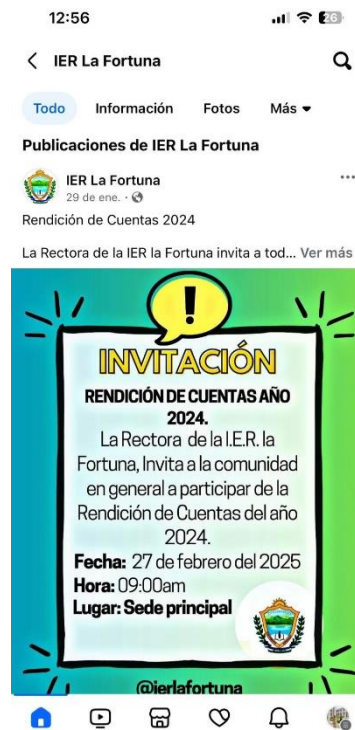 12:56
26
IER La Fortuna
Todo Información Fotos Más
Publicaciones de IER La Fortuna
IER La Fortuna
29 de ene. ·
Rendición de Cuentas 2024
La Rectora de la IER la Fortuna invita a tod... Ver más
!
INVITACIÓN
RENDICIÓN DE CUENTAS AÑO
2024.
La Rectora de la I.E.R. la
Fortuna, Invita a la comunidad
en general a participar de la
Rendición de Cuentas del año
2024.
Fecha: 27 de febrero del 2025
Hora: 09:00am
Lugar: Sede principal
@ierlafortuna